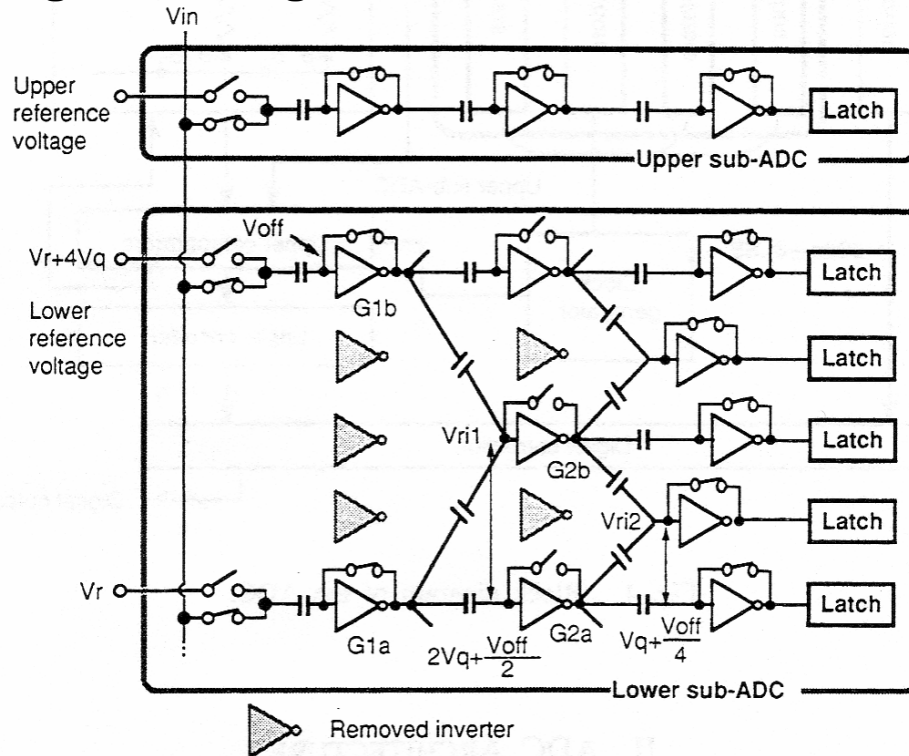 Vin
Upper
reference
voltage
Latch
Upper sub-ADC
Voff
Vr+4Vq
Latch
G1b
Lower
reference
voltage
Latch
Vri1
Latch
G2b
Vri2
Latch
Vr
Latch
G1a
G2a
2Vq+Voff/2
Vq+Voff/4
Lower sub-ADC
Removed inverter